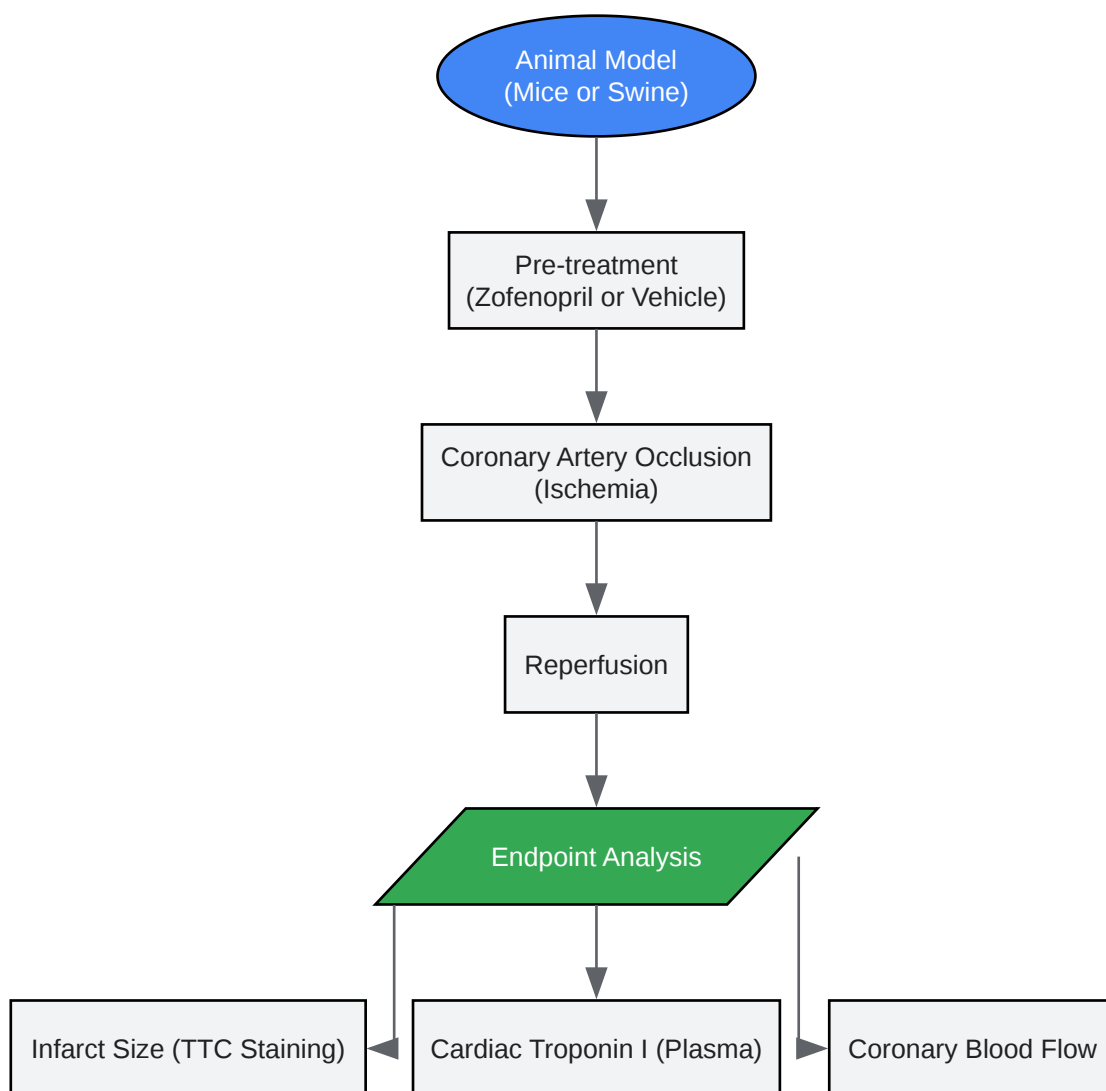 Animal Model
(Mice or Swine)
Pre-treatment
(Zofenopril or Vehicle)
Coronary Artery Occlusion
(Ischemia)
Reperfusion
Endpoint Analysis
Infarct Size (TTC Staining)
Cardiac Troponin I (Plasma)
Coronary Blood Flow